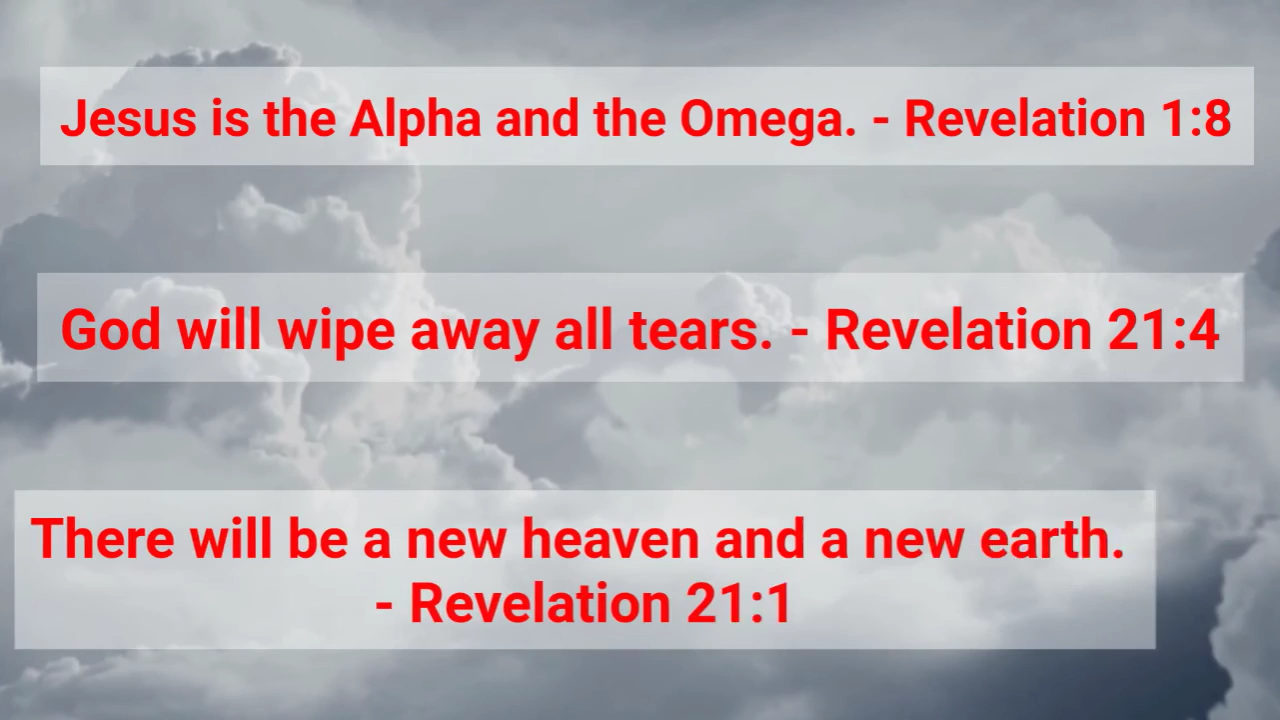 Jesus is the Alpha and the Omega. - Revelation 1:8
God will wipe away all tears. - Revelation 21:4
There will be a new heaven and a new earth.
- Revelation 21:1